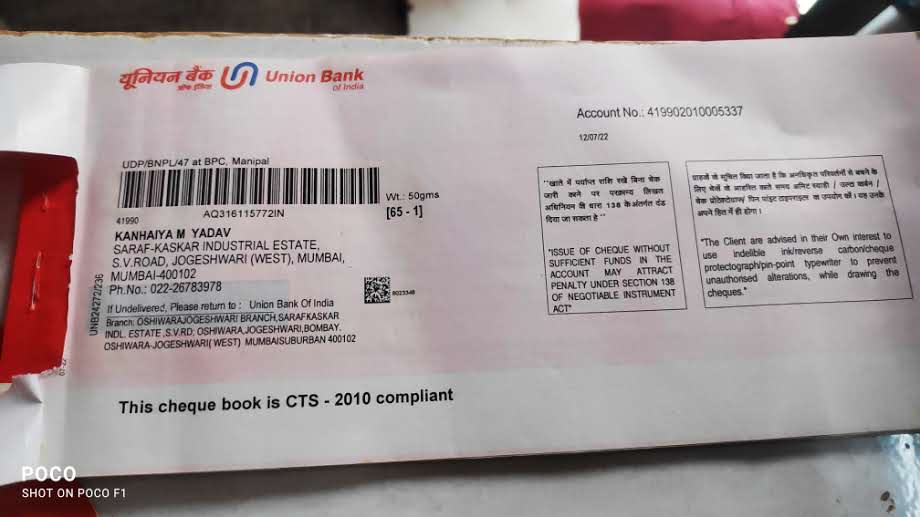 यूनियन बैंक
ऑफ इंडिया
Union Bank
of India
Account No.: 419902010005337
12/07/22
UDP/BNPL/47 at BPC, Manipal
Wt.: 50gms
[65 - 1]
41990
AQ316115772IN
KANHAIYA M YADAV
SARAF-KASKAR INDUSTRIAL ESTATE,
S.V.ROAD, JOGESHWARI (WEST), MUMBAI,
MUMBAI-400102
Ph.No.: 022-26783978
UNB24272/236
8023348
If Undelivered, Please return to : Union Bank Of India
Branch: OSHIWARAJOGESHWARI BRANCH,SARAFKASKAR
INDL. ESTATE ,S.V.RD; OSHIWARA,JOGESHWARI,BOMBAY.
OSHIWARA-JOGESHWARI( WEST) MUMBAISUBURBAN 400102
"खाते में पर्याप्त राशि रखे बिना चेक
जारी करने पर परक्राम्य लिखत
अधिनियम की धारा 138 के अंतर्गत दंड
दिया जा सकता है "
"ISSUE OF CHEQUE WITHOUT
SUFFICIENT FUNDS IN THE
ACCOUNT MAY ATTRACT
PENALTY UNDER SECTION 138
OF NEGOTIABLE INSTRUMENT
ACT"
ग्राहकों को सूचित किया जाता है कि अनधिकृत परिवर्तनों से बचने के
लिए चेकों के आहरित करते समय अमिट स्याही / उल्टा कार्बन /
चेक प्रोटेक्टोग्राफ/ पिन पाइंट टाइपराइटर का उपयोग करें। यह उनके
अपने हित में ही होगा।
"The Client are advised in their Own interest to
use indelible ink/reverse carbon/cheque
protectograph/pin-point typewriter to prevent
unauthorised alterations, while drawing the
cheques."
This cheque book is CTS - 2010 compliant
POCO
SHOT ON POCO F1